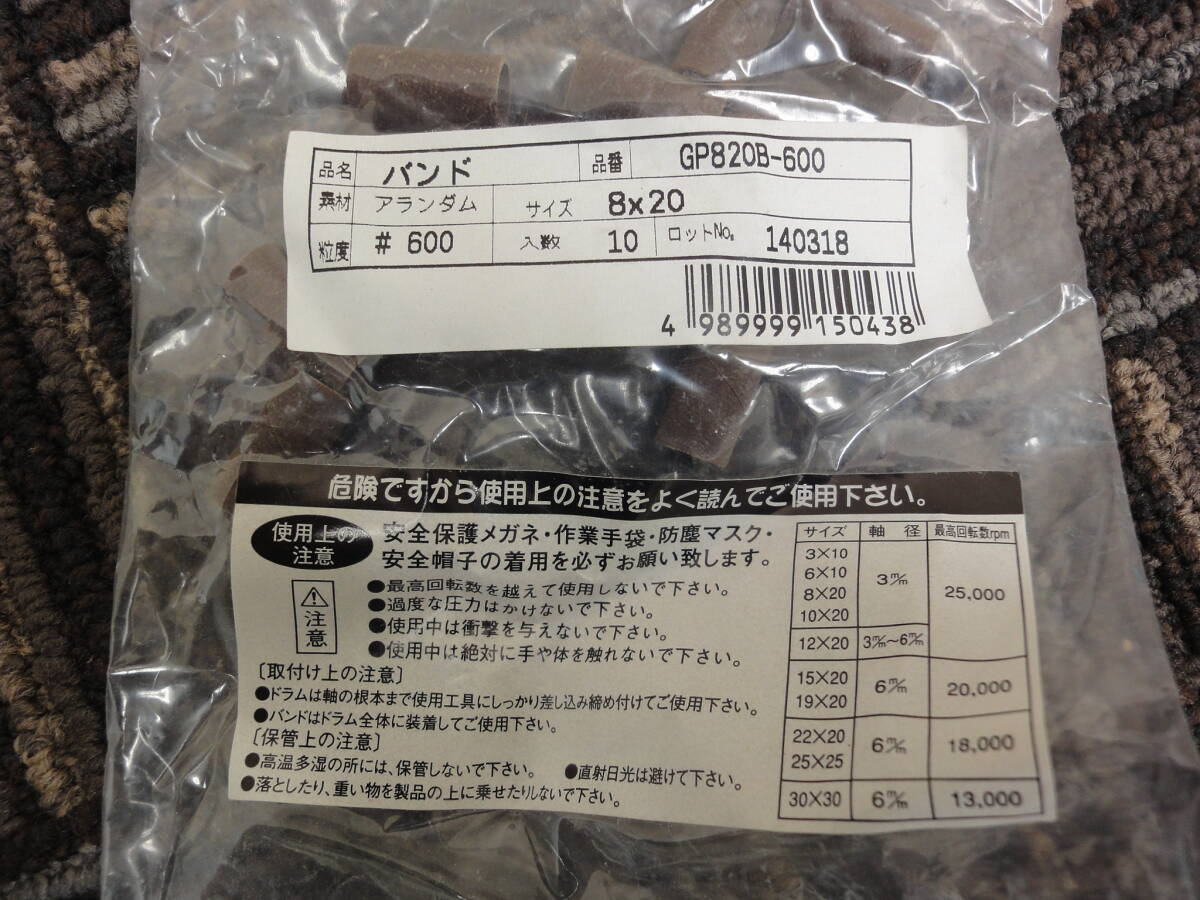 品名 バンド 品番 GP820B-600
素材 アランダム サイズ 8x20
粒度 # 600 入数 10 ロットNo. 140318
4 989999 150438
危険ですから使用上の注意をよく読んでご使用下さい。
使用上の注意
安全保護メガネ・作業手袋・防塵マスク・
安全帽子の着用を必ずお願い致します。
⚠注意
●最高回転数を越えて使用しないで下さい。
●過度な圧力はかけないで下さい。
●使用中は衝撃を与えないで下さい。
●使用中は絶対に手や体を触れないで下さい。
〔取付け上の注意〕
●ドラムは軸の根本まで使用工具にしっかり差し込み締め付けてご使用下さい。
●バンドはドラム全体に装着してご使用下さい。
〔保管上の注意〕
●高温多湿の所には、保管しないで下さい。 ●直射日光は避けて下さい。
●落としたり、重い物を製品の上に乗せたりしないで下さい。
サイズ 軸径 最高回転数rpm
3×10
6×10
8×20
10×20
3㎜
25,000
12×20 3㎜~6㎜
15×20
19×20
6㎜ 20,000
22×20
25×25
6㎜ 18,000
30×30 6㎜ 13,000